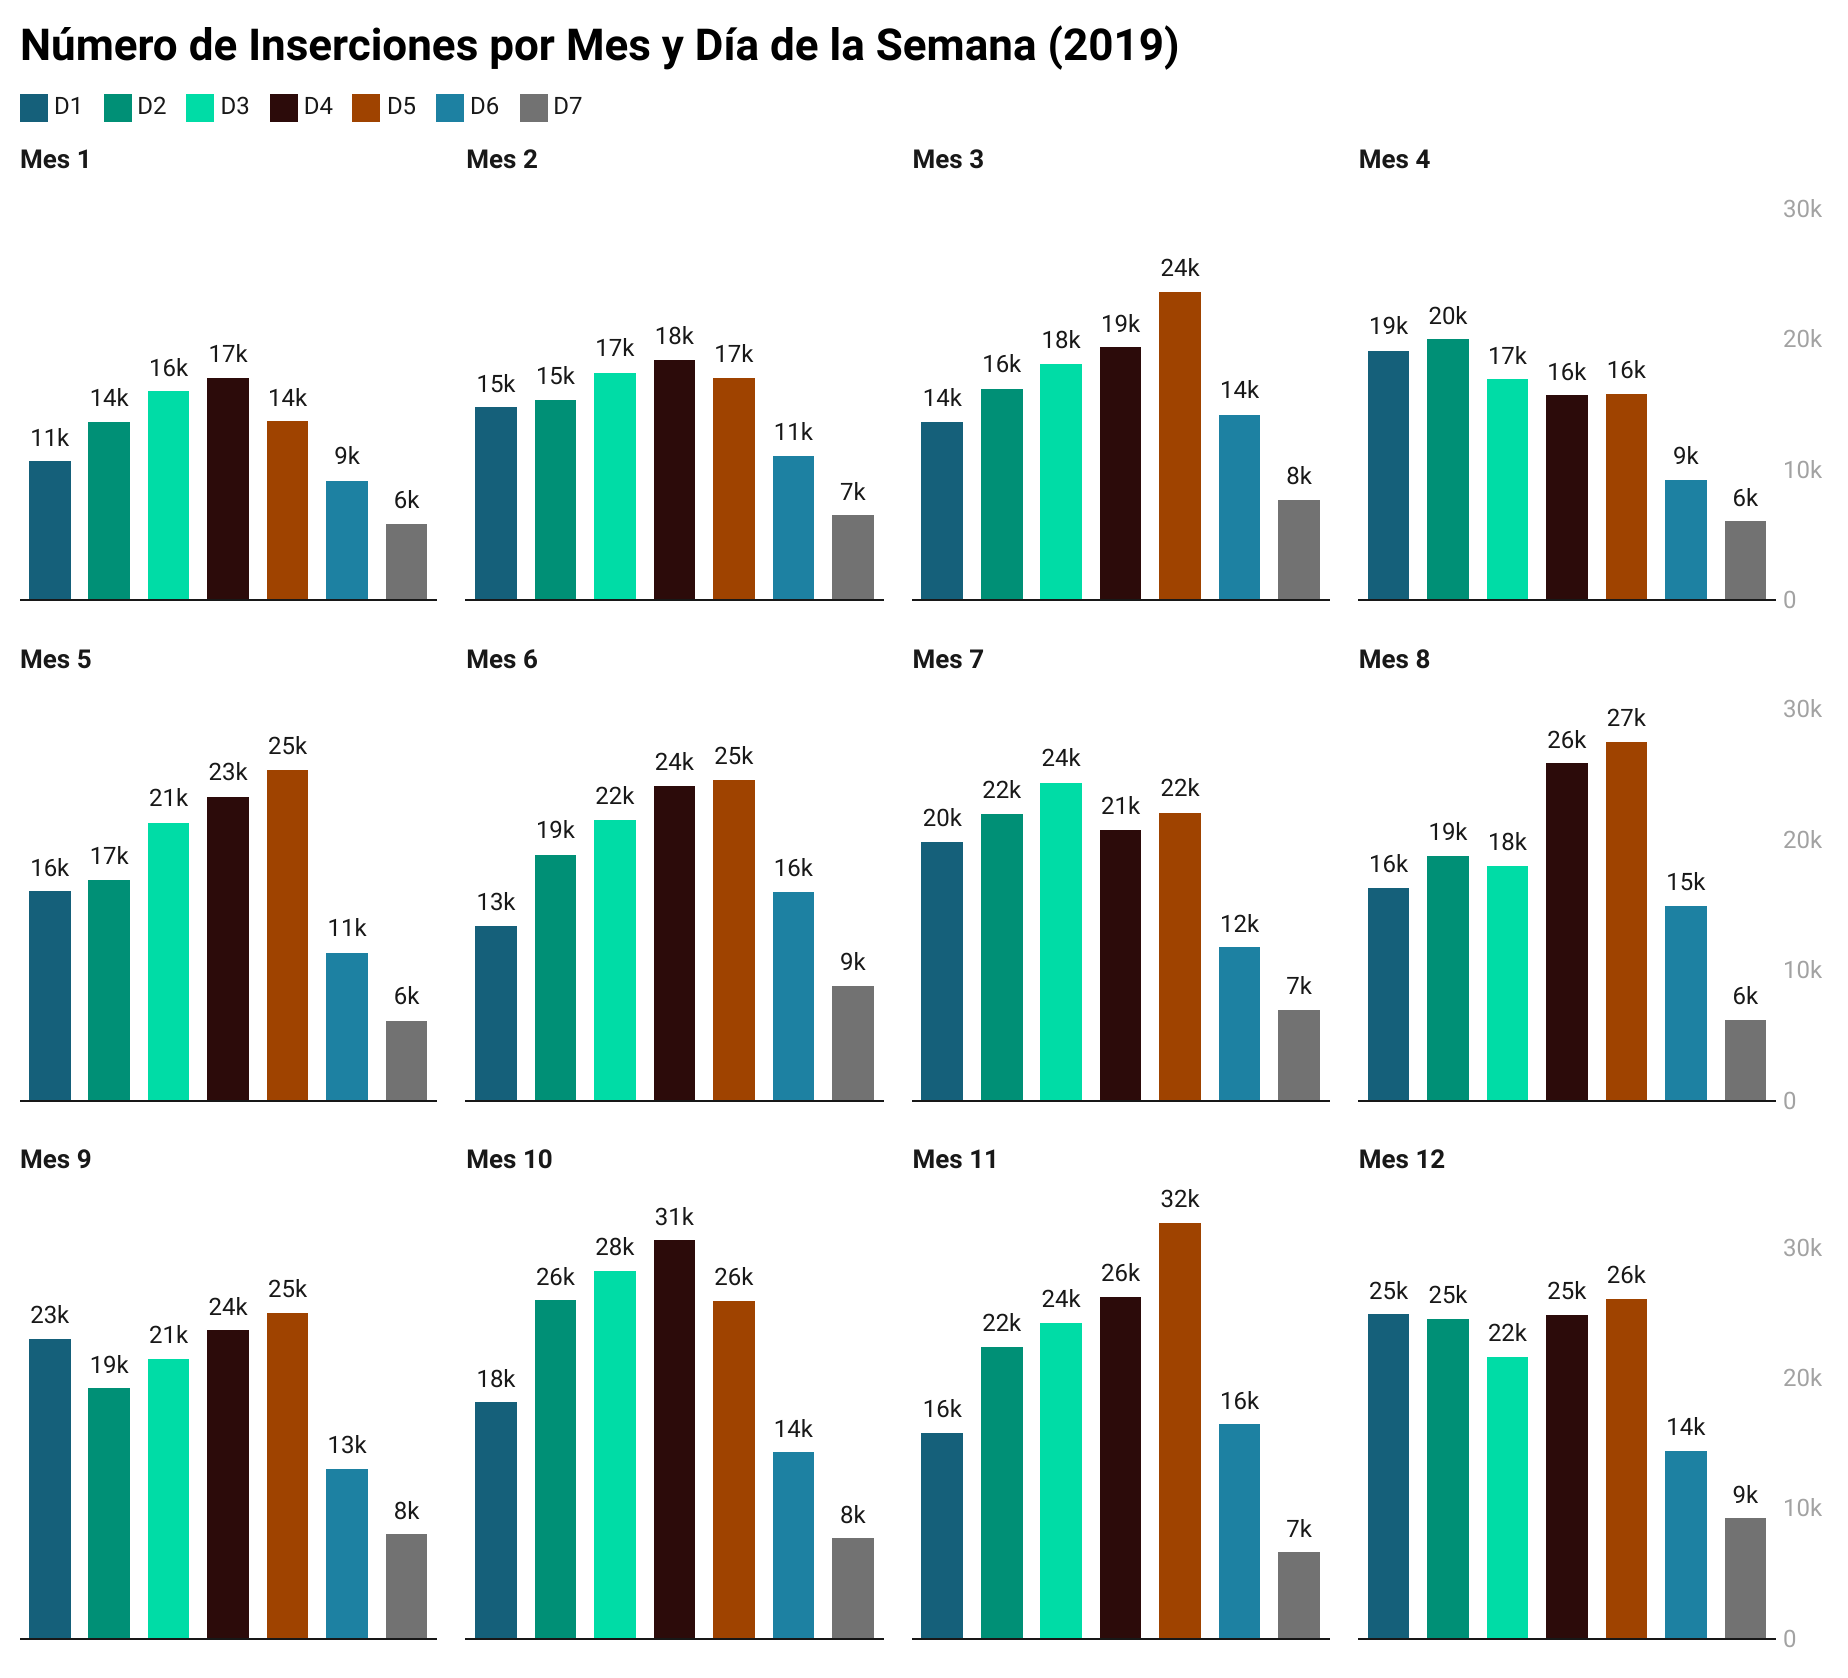 Número de Inserciones por Mes y Día de la Semana (2019)
D1 D2 D3 D4 D5 D6 D7
Mes 1
11k 14k 16k 17k 14k 9k 6k
Mes 2
15k 15k 17k 18k 17k 11k 7k
Mes 3
14k 16k 18k 19k 24k 14k 8k
Mes 4
19k 20k 17k 16k 16k 9k 6k
30k
20k
10k
0
Mes 5
16k 17k 21k 23k 25k 11k 6k
Mes 6
13k 19k 22k 24k 25k 16k 9k
Mes 7
20k 22k 24k 21k 22k 12k 7k
Mes 8
16k 19k 18k 26k 27k 15k 6k
30k
20k
10k
0
Mes 9
23k 19k 21k 24k 25k 13k 8k
Mes 10
18k 26k 28k 31k 26k 14k 8k
Mes 11
16k 22k 24k 26k 32k 16k 7k
Mes 12
25k 25k 22k 25k 26k 14k 9k
30k
20k
10k
0